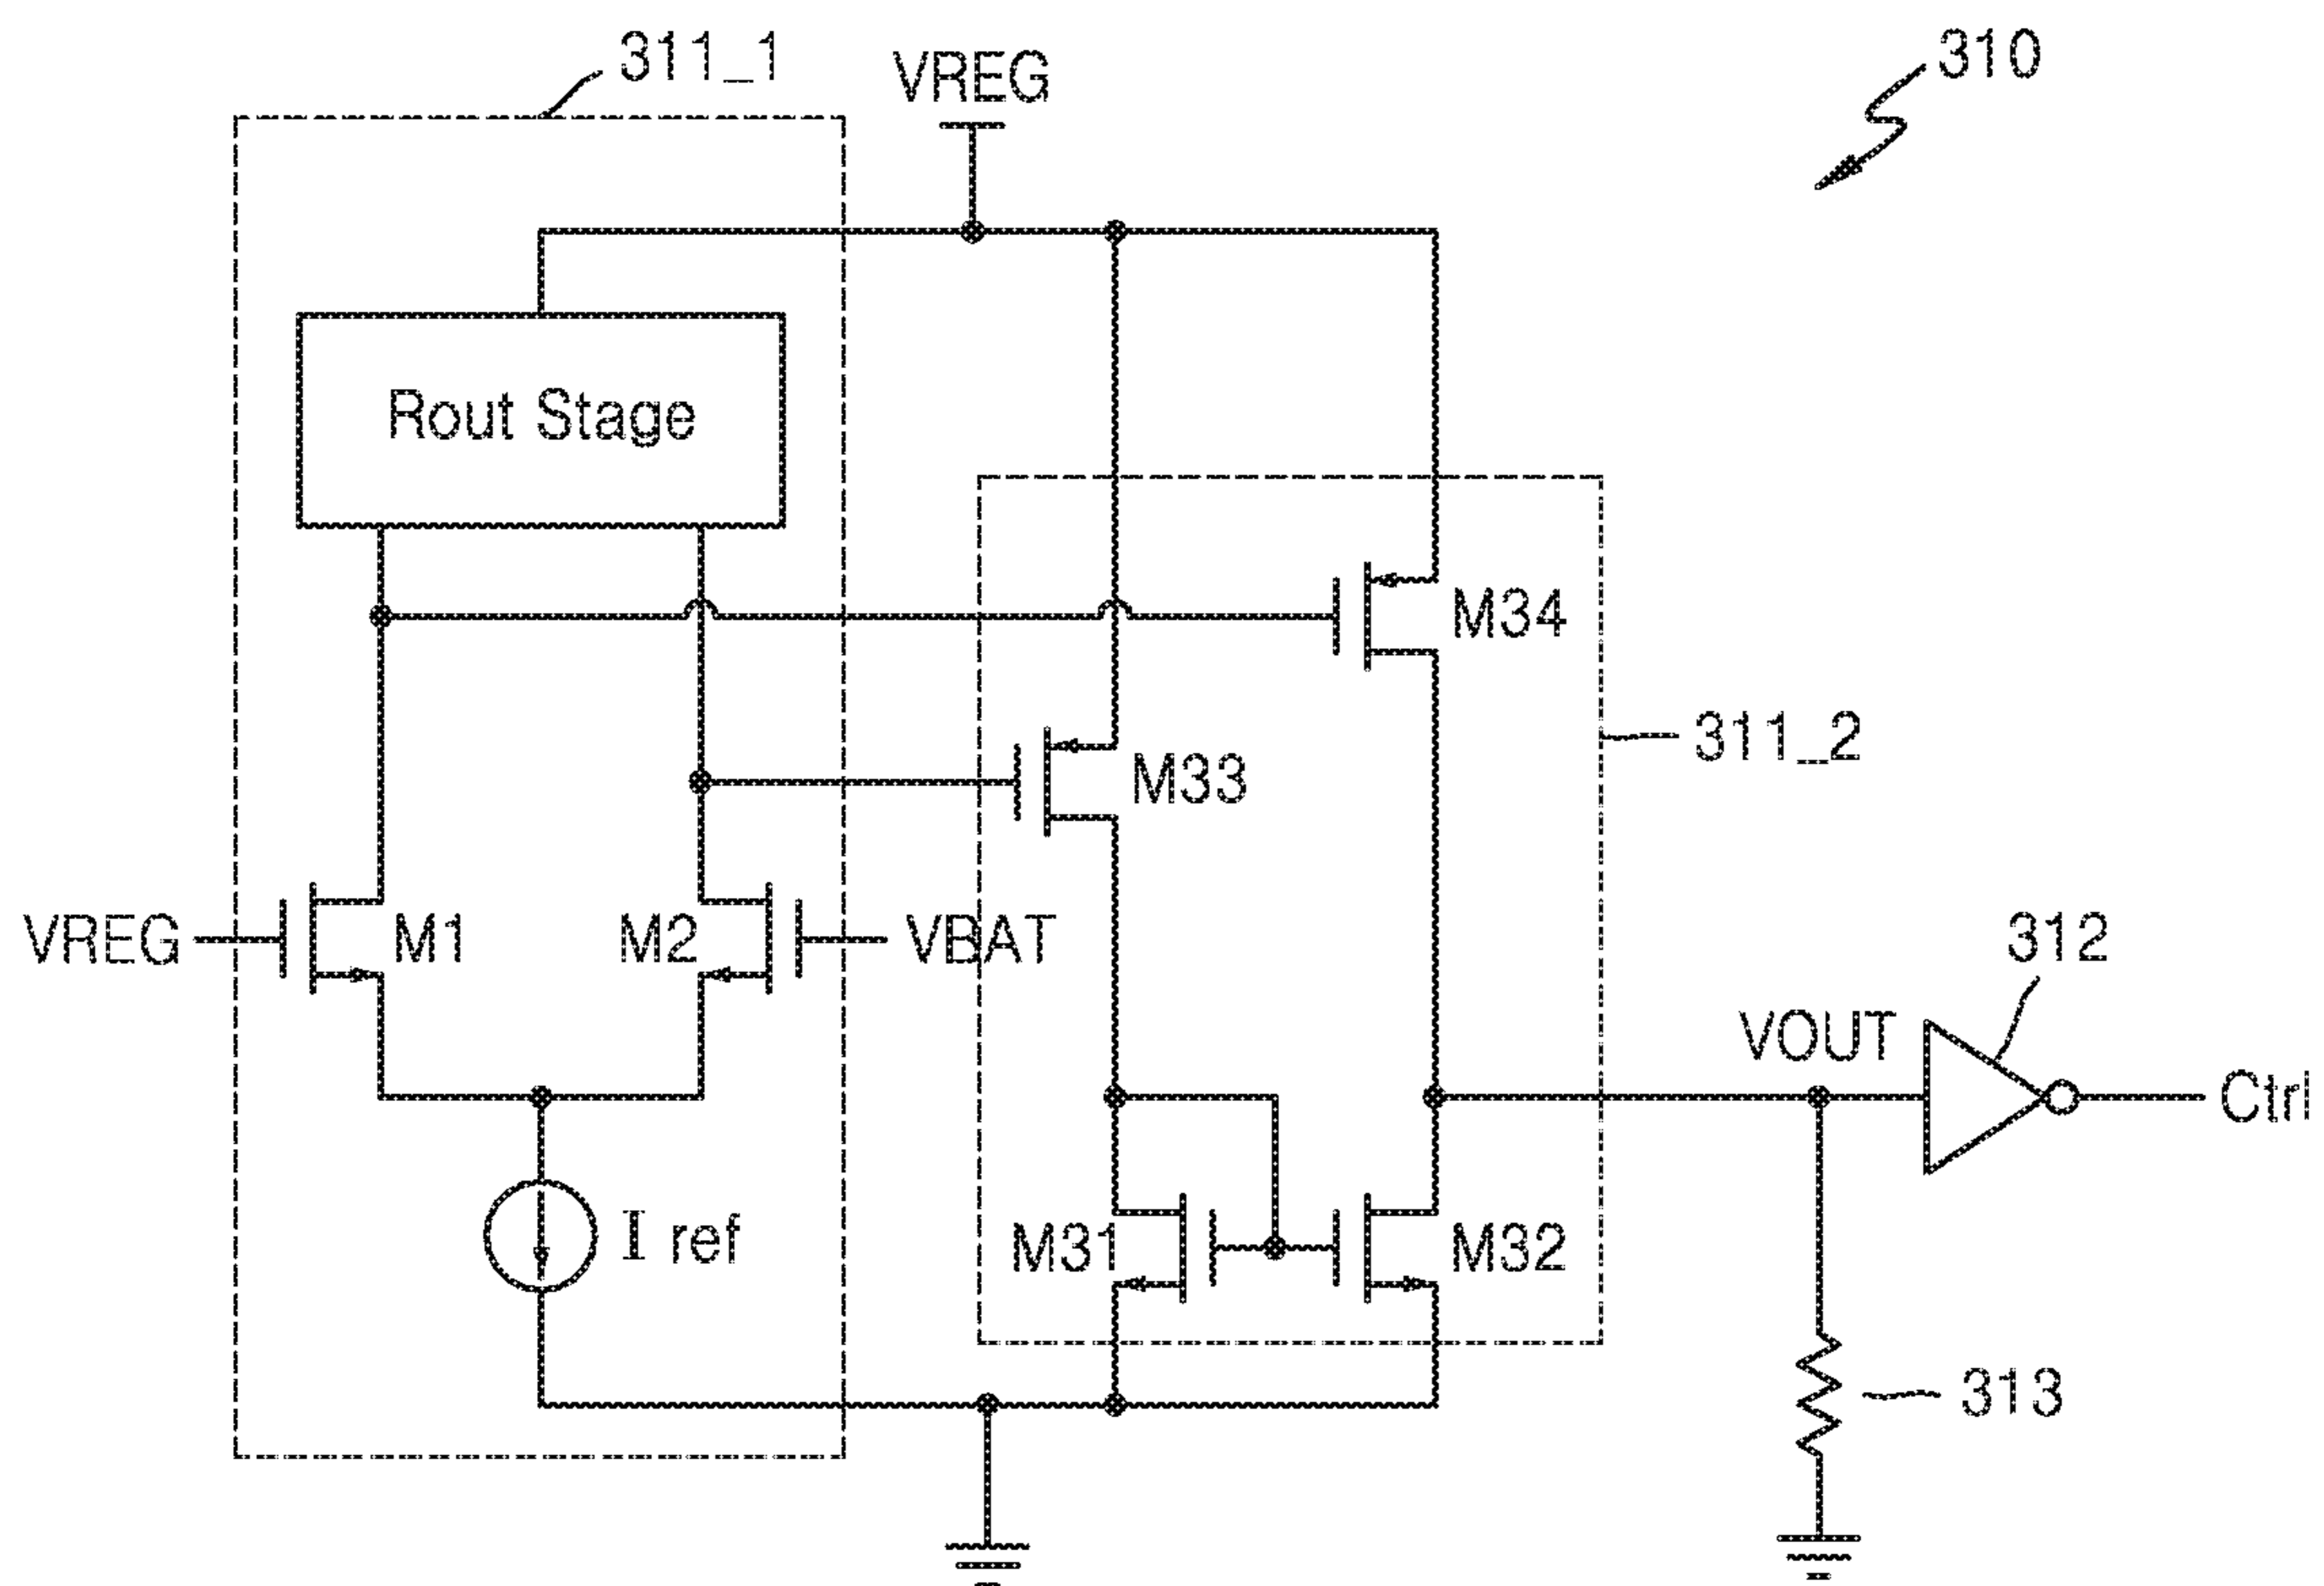 311_1
VREG
310
Rout Stage
M34
311_2
M33
VREG
M1
M2
VBAT
312
VOUT
Ctrl
I ref
M31
M32
313